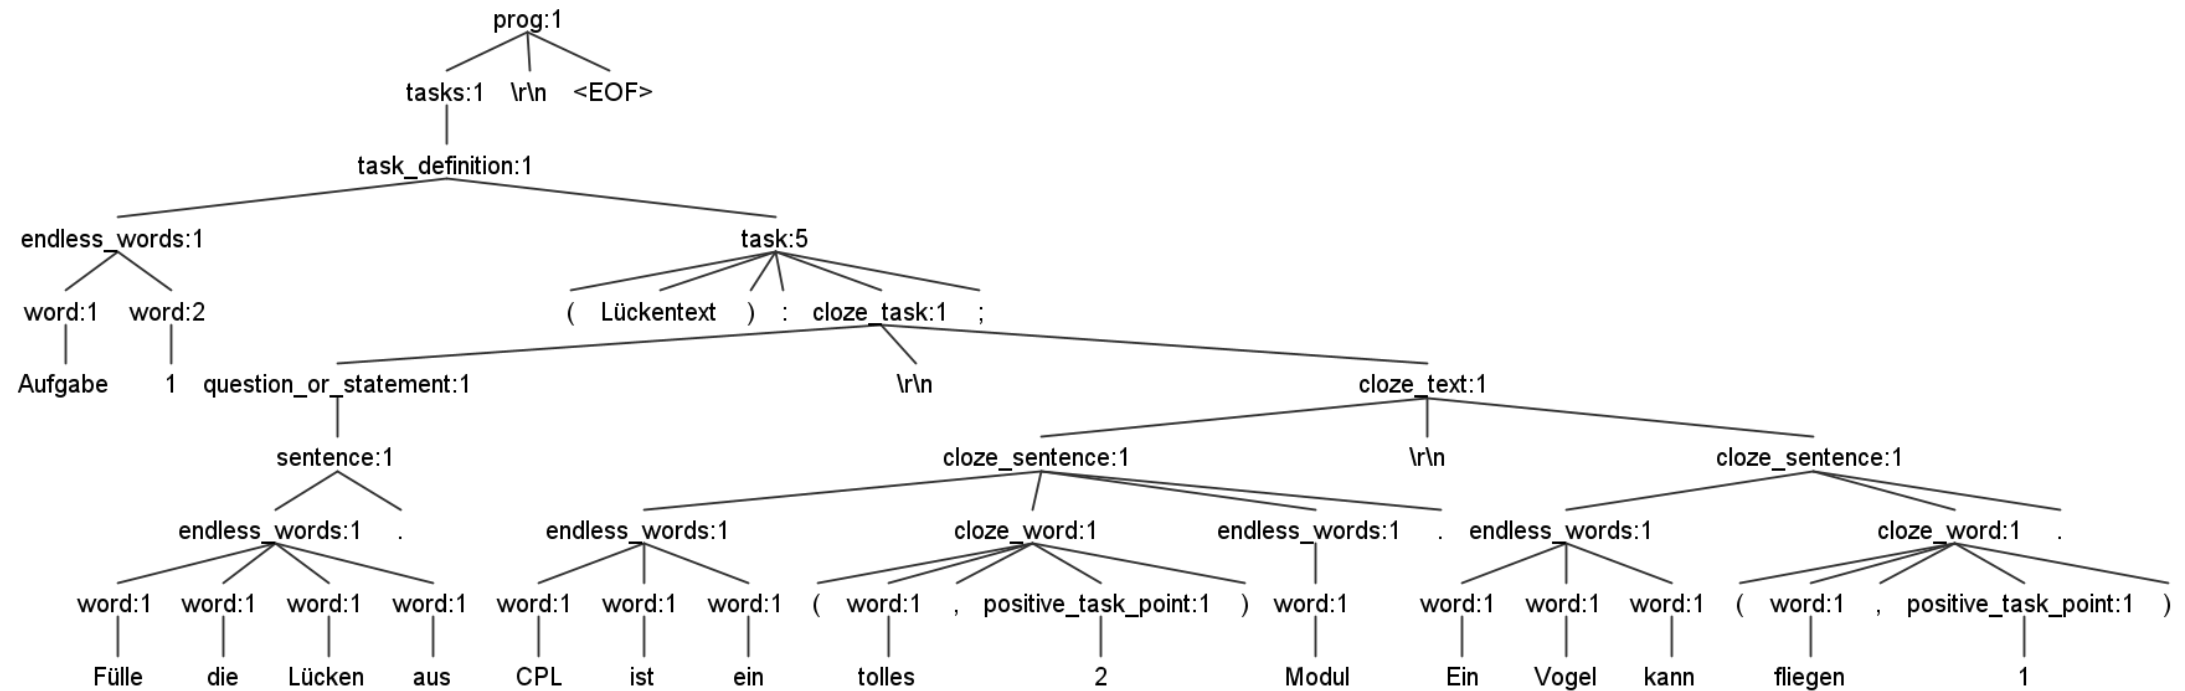 prog:1
tasks:1 \r\n <EOF>
task_definition:1
endless_words:1 task:5
word:1 word:2 ( Lückentext ) : cloze_task:1 ;
Aufgabe 1 question_or_statement:1 \r\n cloze_text:1
sentence:1 cloze_sentence:1 \r\n cloze_sentence:1
endless_words:1 . endless_words:1 cloze_word:1 endless_words:1 . endless_words:1 cloze_word:1 .
word:1 word:1 word:1 word:1 word:1 word:1 word:1 ( word:1 , positive_task_point:1 ) word:1 word:1 word:1 word:1 ( word:1 , positive_task_point:1 )
Fülle die Lücken aus CPL ist ein tolles 2 Modul Ein Vogel kann fliegen 1